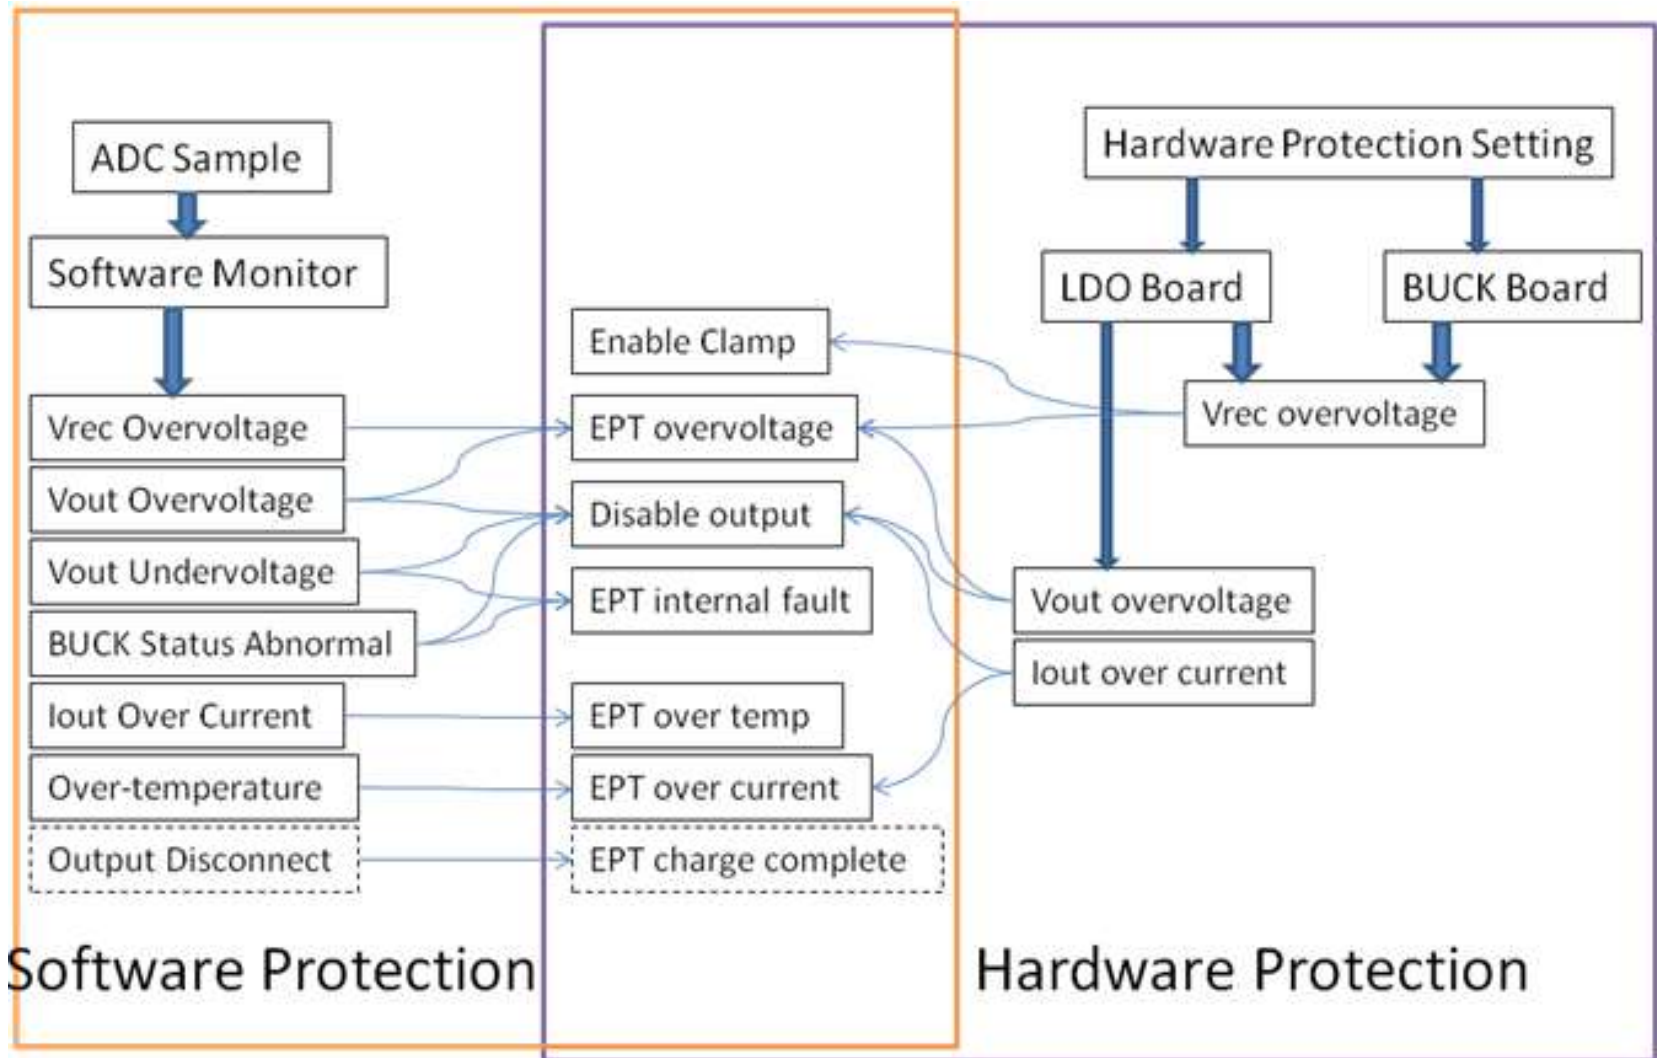 ADC Sample
Software Monitor
Vrec Overvoltage
Vout Overvoltage
Vout Undervoltage
BUCK Status Abnormal
Iout Over Current
Over-temperature
Output Disconnect
Software Protection
Enable Clamp
EPT overvoltage
Disable output
EPT internal fault
EPT over temp
EPT over current
EPT charge complete
Hardware Protection Setting
LDO Board
BUCK Board
Vrec overvoltage
Vout overvoltage
Iout over current
Hardware Protection